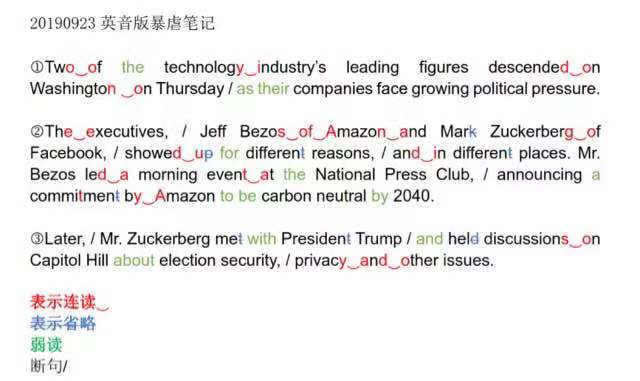 20190923 英音版暴虐笔记
①Two‿of the technology‿industry's leading figures descended‿on
Washington ‿on Thursday / as their companies face growing political pressure.
②The‿executives, / Jeff Bezos‿of‿Amazon‿and Mark Zuckerberg‿of
Facebook, / showed‿up for different reasons, / and‿in different places. Mr.
Bezos led‿a morning event‿at the National Press Club, / announcing a
commitment by‿Amazon to be carbon neutral by 2040.
③Later, / Mr. Zuckerberg met with President Trump / and held discussions‿on
Capitol Hill about election security, / privacy‿and‿other issues.
表示连读‿
表示省略
弱读
断句/